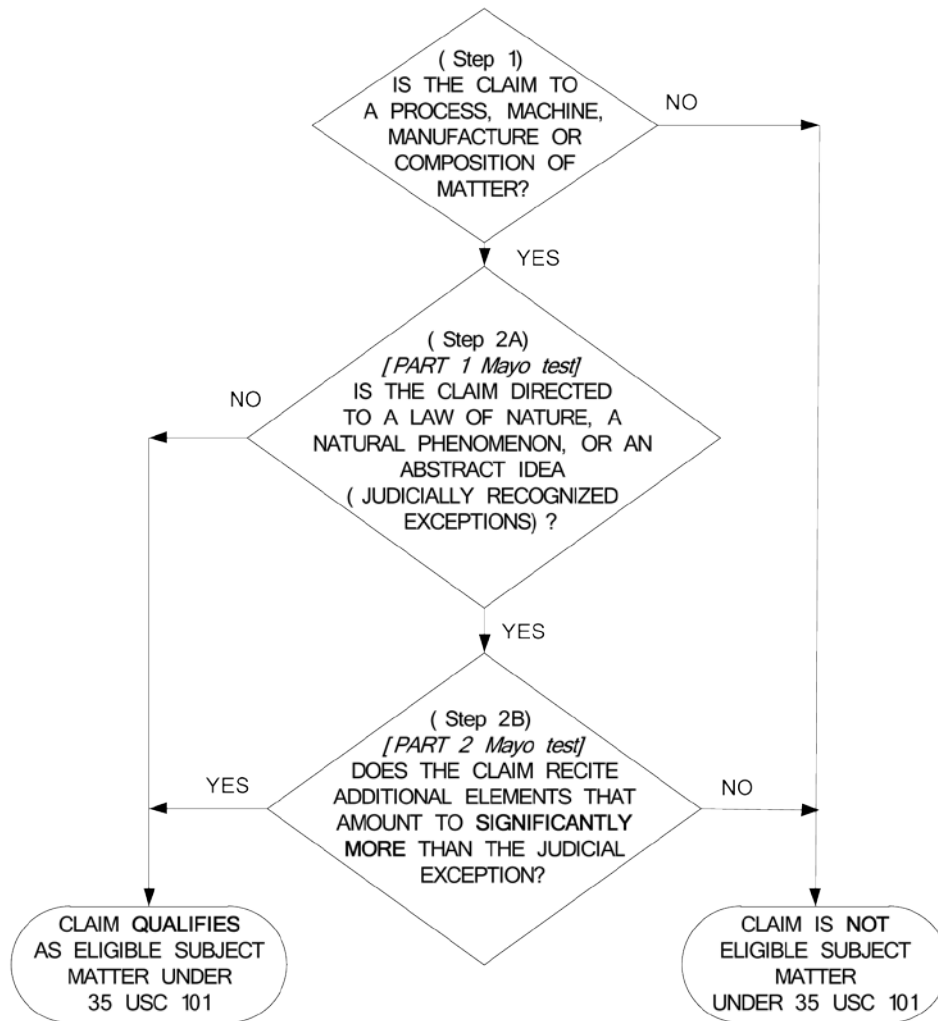 ( Step 1)
IS THE CLAIM TO
A PROCESS, MACHINE,
MANUFACTURE OR
COMPOSITION OF
MATTER?
NO
YES
( Step 2A)
[PART 1 Mayo test]
IS THE CLAIM DIRECTED
TO A LAW OF NATURE, A
NATURAL PHENOMENON, OR AN
ABSTRACT IDEA
( JUDICIALLY RECOGNIZED
EXCEPTIONS) ?
NO
YES
( Step 2B)
[PART 2 Mayo test]
DOES THE CLAIM RECITE
ADDITIONAL ELEMENTS THAT
AMOUNT TO SIGNIFICANTLY
MORE THAN THE JUDICIAL
EXCEPTION?
YES
NO
CLAIM QUALIFIES
AS ELIGIBLE SUBJECT
MATTER UNDER
35 USC 101
CLAIM IS NOT
ELIGIBLE SUBJECT
MATTER
UNDER 35 USC 101